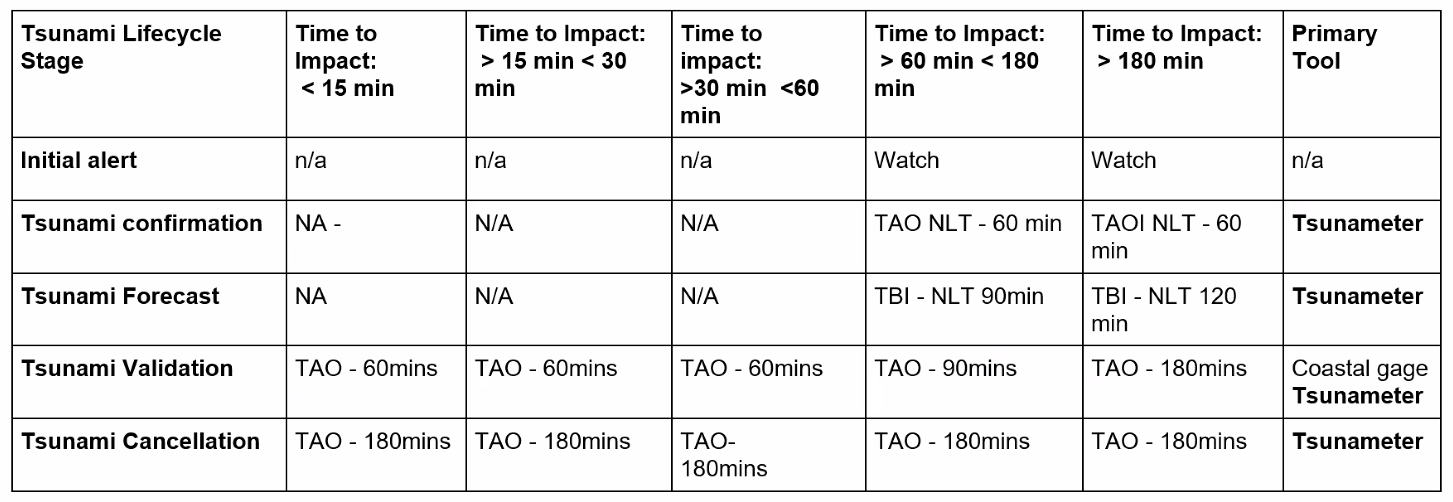 Tsunami Lifecycle Stage | Time to Impact: < 15 min | Time to Impact: > 15 min < 30 min | Time to impact: >30 min <60 min | Time to Impact: > 60 min < 180 min | Time to Impact: > 180 min | Primary Tool
Initial alert | n/a | n/a | n/a | Watch | Watch | n/a
Tsunami confirmation | NA - | N/A | N/A | TAO NLT - 60 min | TAOI NLT - 60 min | Tsunameter
Tsunami Forecast | NA | N/A | N/A | TBI - NLT 90min | TBI - NLT 120 min | Tsunameter
Tsunami Validation | TAO - 60mins | TAO - 60mins | TAO - 60mins | TAO - 90mins | TAO - 180mins | Coastal gage Tsunameter
Tsunami Cancellation | TAO - 180mins | TAO - 180mins | TAO- 180mins | TAO - 180mins | TAO - 180mins | Tsunameter